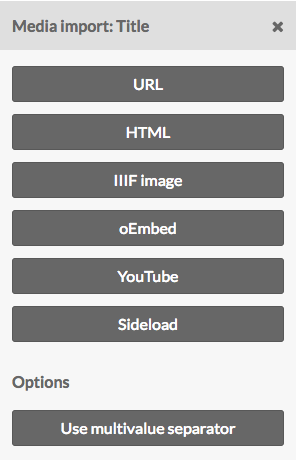 Media import: Title ×
URL
HTML
IIIF image
oEmbed
YouTube
Sideload
Options
Use multivalue separator